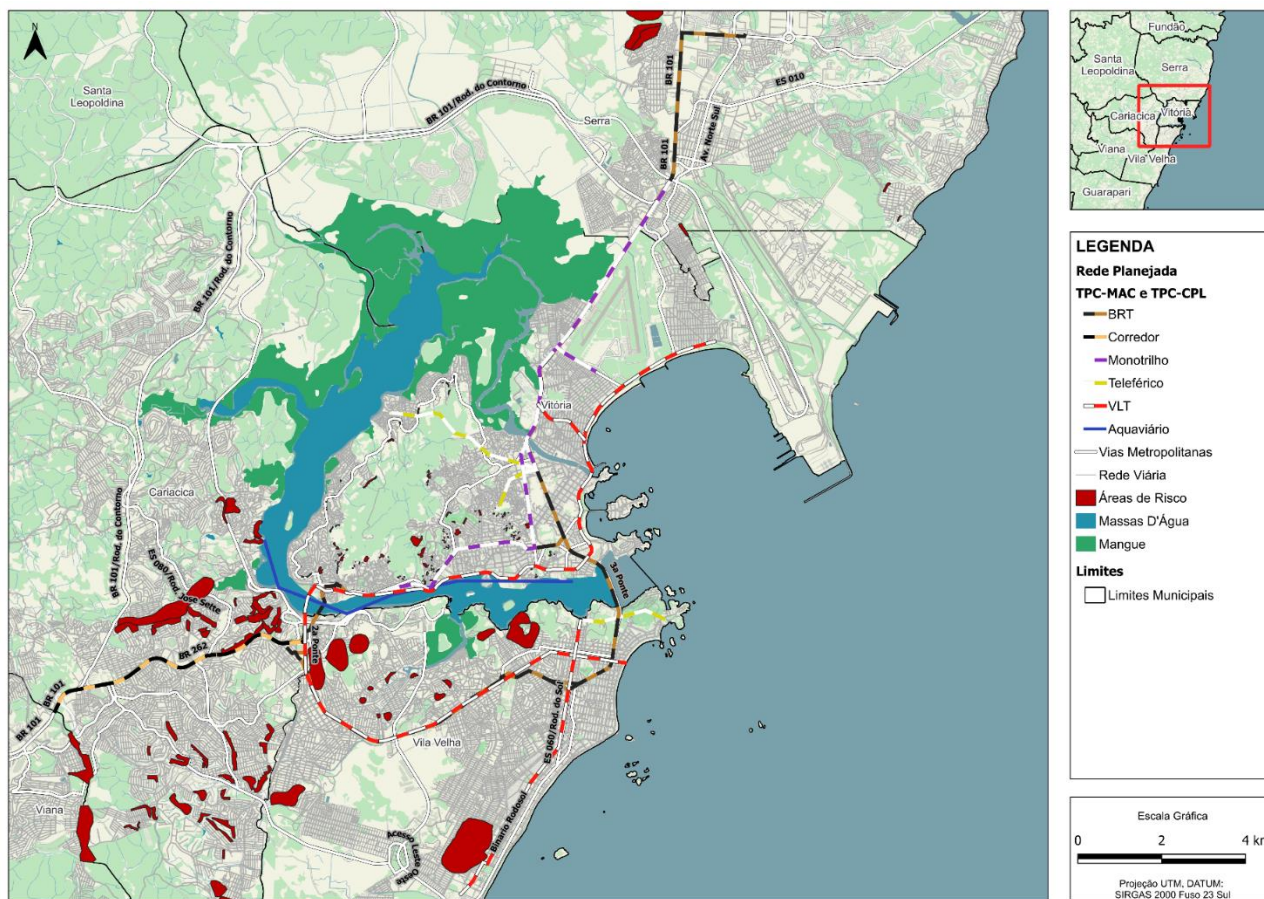 N
Santa
Leopoldina
BR 101/Rod. do Contorno
Serra
BR 101
ES 010
Av. Norte Sul
BR 101
BR 101/Rod. do Contorno
Vitória
Cariacica
BR 101/Rod. do Contorno
ES 080/Rod. Jose Sette
3a Ponte
2a Ponte
BR 262
BR 101
BR 101
ES 060/Rod. do Sol
Vila Velha
Viana
Acesso Leste
Oeste
Binario Rodosol
Fundão
Santa
Leopoldina
Serra
Cariacica
Vitória
Viana
Vila Velha
Guarapari
LEGENDA
Rede Planejada
TPC-MAC e TPC-CPL
BRT
Corredor
Monotrilho
Teleférico
VLT
Aquaviário
Vias Metropolitanas
Rede Viária
Áreas de Risco
Massas D'Água
Mangue
Limites
Limites Municipais
Escala Gráfica
0 2 4 km
Projeção UTM, DATUM:
SIRGAS 2000 Fuso 23 Sul